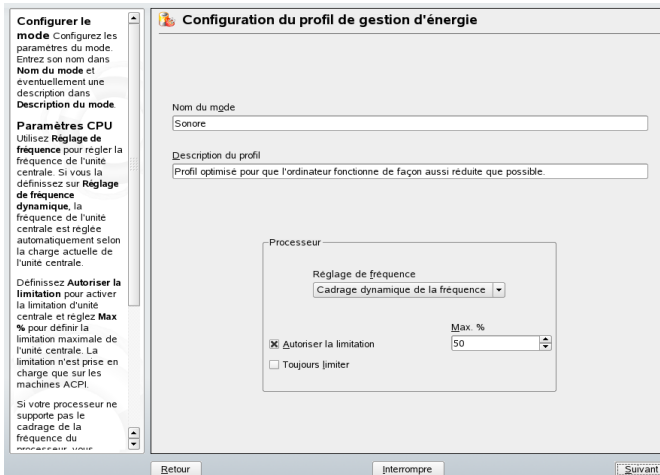 Configurer le
mode Configurez les
paramètres du mode.
Entrez son nom dans
Nom du mode et
éventuellement une
description dans
Description du mode.
Paramètres CPU
Utilisez Réglage de
fréquence pour régler la
fréquence de l'unité
centrale. Si vous la
définissez sur Réglage
de fréquence
dynamique, la
fréquence de l'unité
centrale est réglée
automatiquement selon
la charge actuelle de
l'unité centrale.
Définissez Autoriser la
limitation pour activer
la limitation d'unité
centrale et réglez Max
% pour définir la
limitation maximale de
l'unité centrale. La
limitation n'est prise en
charge que sur les
machines ACPI.
Si votre processeur ne
supporte pas le
cadrage de la
fréquence du
processeur, vous
Configuration du profil de gestion d'énergie
Nom du mode
Sonore
Description du profil
Profil optimisé pour que l'ordinateur fonctionne de façon aussi réduite que possible.
Processeur
Réglage de fréquence
Cadrage dynamique de la fréquence
Max. %
Autoriser la limitation
50
Toujours limiter
Retour
Interrompre
Suivant